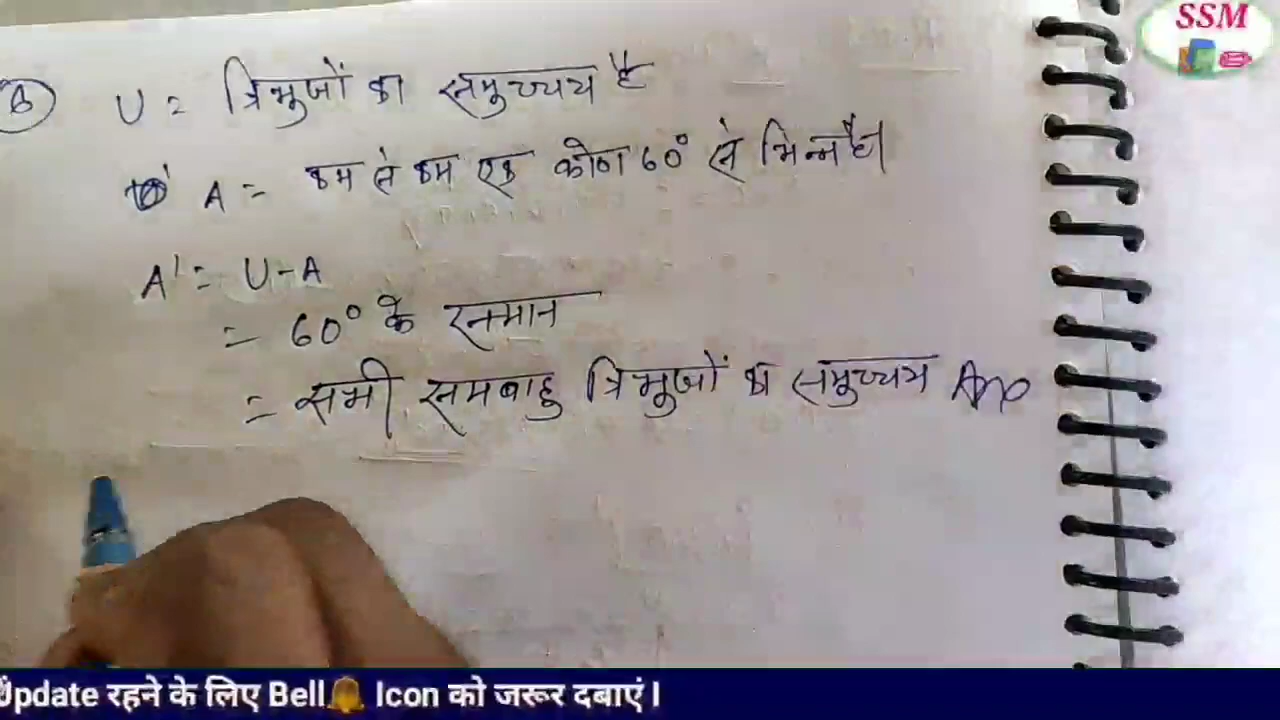 SSM
6 U = त्रिभुजों का समुच्चय है
A = कम से कम एक कोण 60° से भिन्न है।
A' = U - A
= 60° के समान
= सभी समबाहु त्रिभुजों का समुच्चय Ans
Update रहने के लिए Bell🔔 Icon को जरूर दबाएं ।